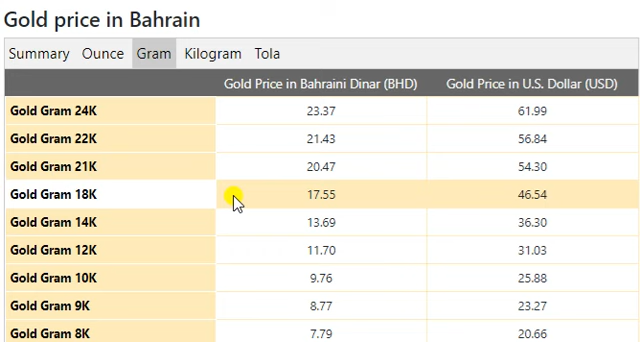 Gold price in Bahrain
Summary Ounce Gram Kilogram Tola
Gold Price in Bahraini Dinar (BHD) Gold Price in U.S. Dollar (USD)
Gold Gram 24K 23.37 61.99
Gold Gram 22K 21.43 56.84
Gold Gram 21K 20.47 54.30
Gold Gram 18K 17.55 46.54
Gold Gram 14K 13.69 36.30
Gold Gram 12K 11.70 31.03
Gold Gram 10K 9.76 25.88
Gold Gram 9K 8.77 23.27
Gold Gram 8K 7.79 20.66